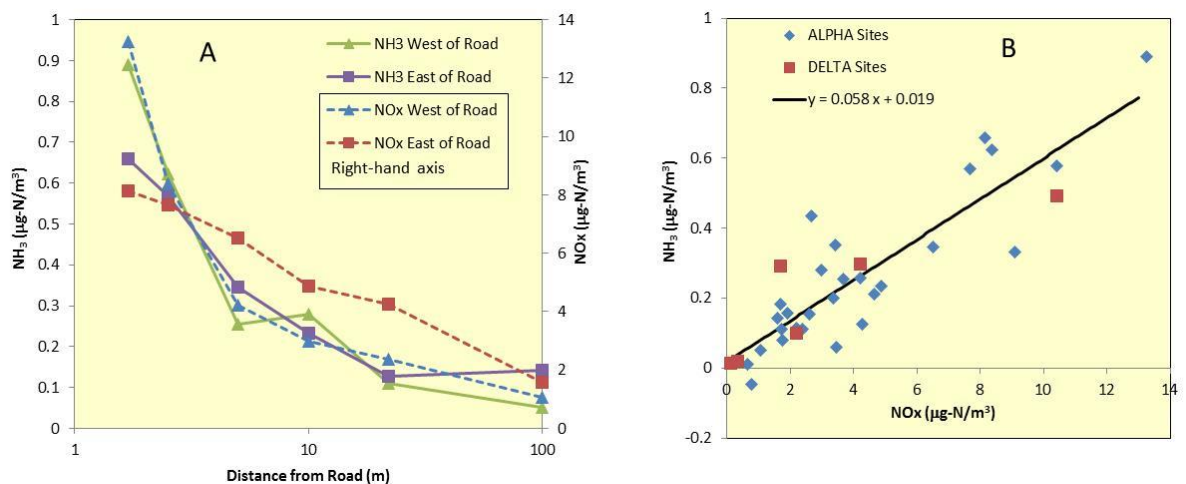 A
NH3 West of Road
NH3 East of Road
NOx West of Road
NOx East of Road
Right-hand axis
1
0.9
0.8
0.7
0.6
0.5
0.4
0.3
0.2
0.1
0
NH₃ (µg-N/m³)
14
12
10
8
6
4
2
0
NOx (µg-N/m³)
1 10 100
Distance from Road (m)
B
ALPHA Sites
DELTA Sites
y = 0.058 x + 0.019
1
0.8
0.6
0.4
0.2
0
-0.2
NH₃ (µg-N/m³)
0 2 4 6 8 10 12 14
NOx (µg-N/m³)